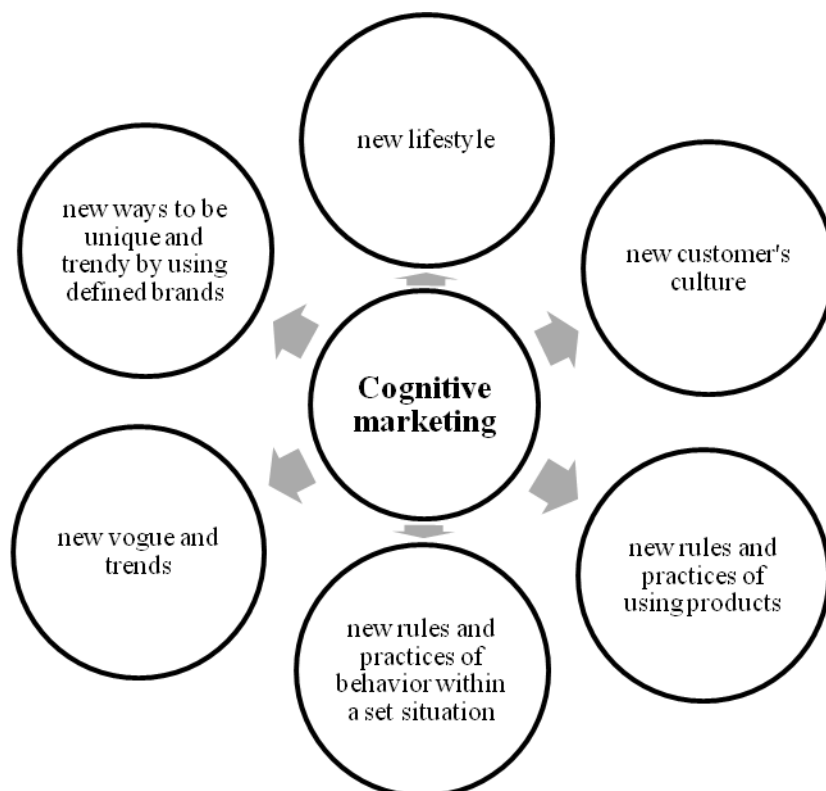 new lifestyle
new ways to be
unique and
trendy by using
defined brands
new customer's
culture
Cognitive
marketing
new vogue and
trends
new rules and
practices of
using products
new rules and
practices of
behavior within
a set situation